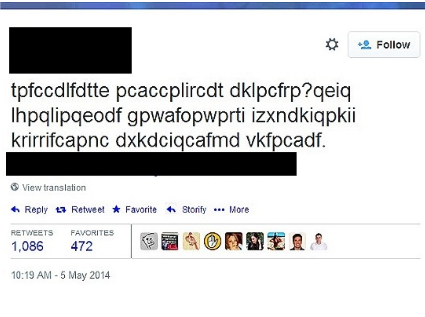 Follow
tpfccdlfdtte pcaccplircdt dklpcfrp?qeiq
lhpqlipqeodf gpwafopwprti izxndkiqpkii
krirrifcapnc dxkdciqcafmd vkfpcadf.
View translation
Reply Retweet Favorite Storify ••• More
RETWEETS FAVORITES
1,086 472
10:19 AM - 5 May 2014